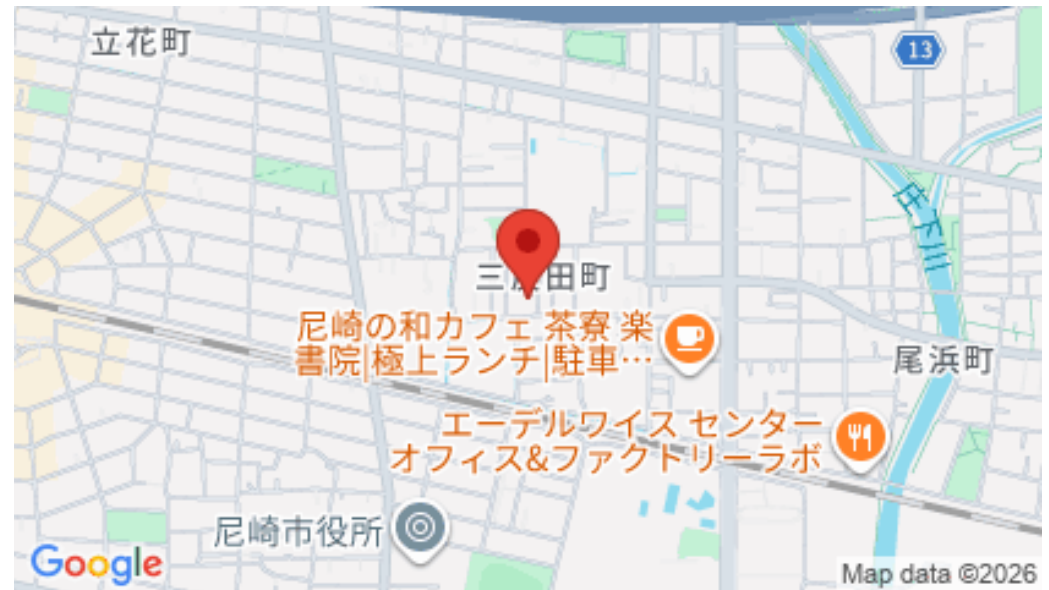 立花町
13
庄下川
三反田町
尼崎の和カフェ 茶寮 楽
書院|極上ランチ|駐車…
尾浜町
エーデルワイス センター
オフィス&ファクトリーラボ
尼崎市役所
Google
Map data ©2026